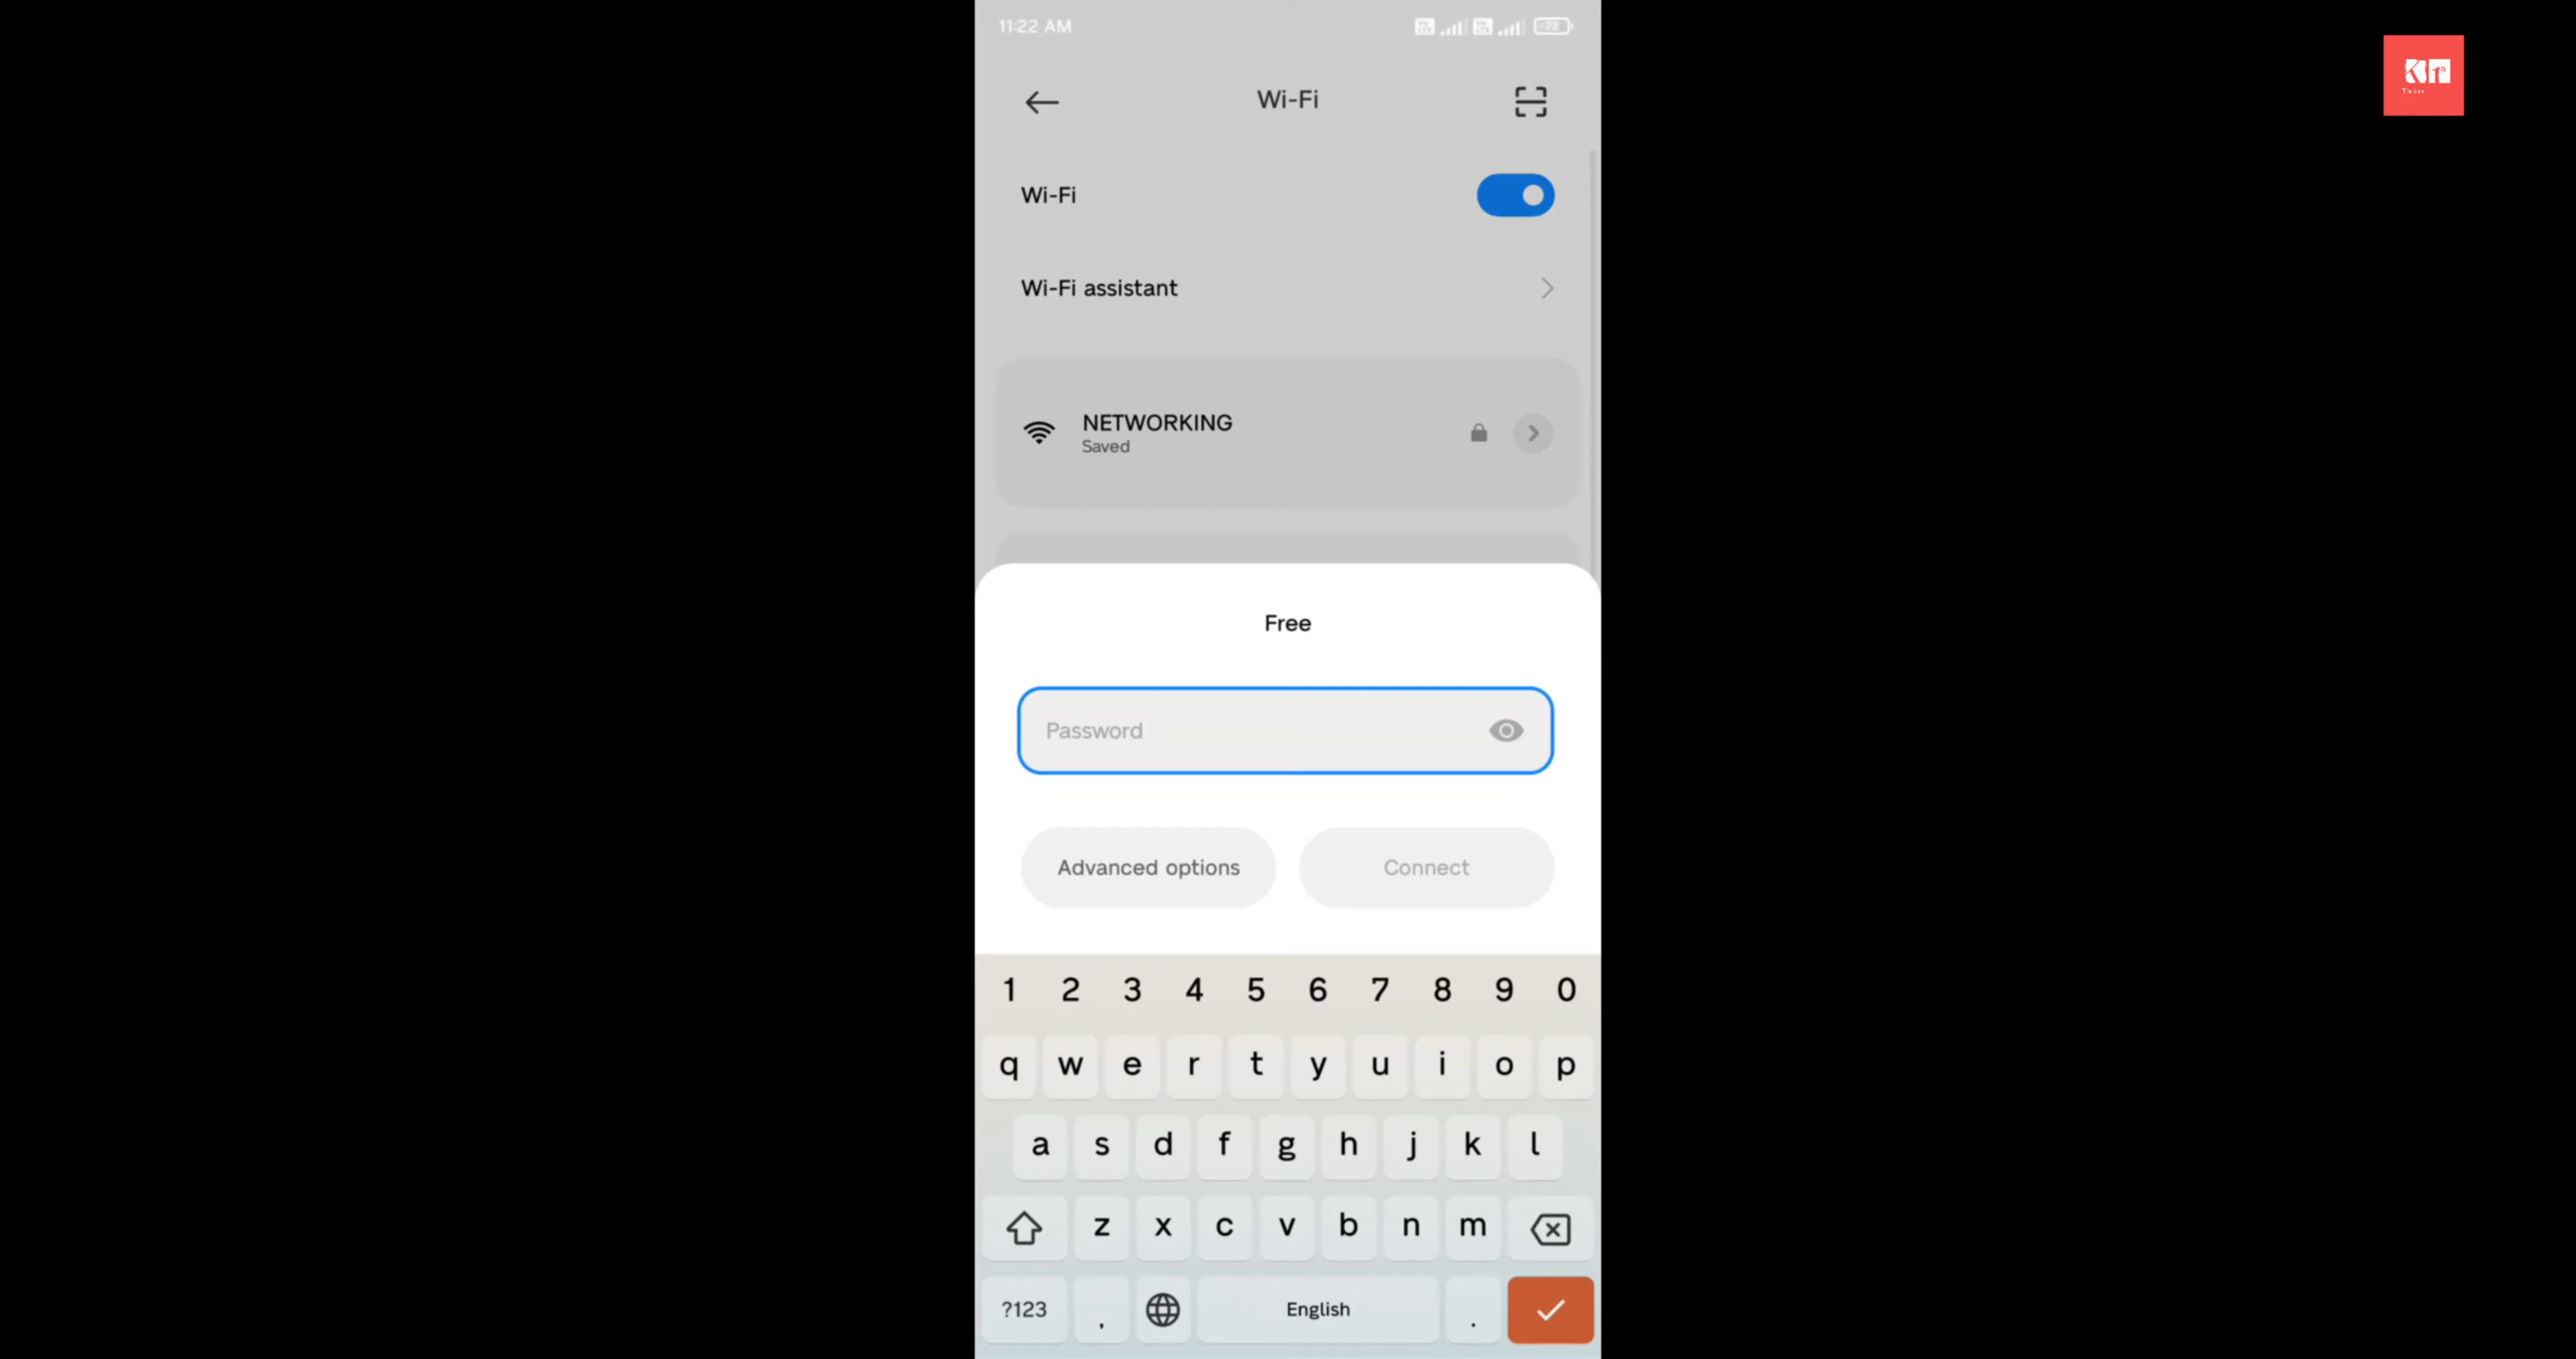 11:22 AM
72
Wi-Fi
Wi-Fi
Wi-Fi assistant
NETWORKING
Saved
Free
Password
Advanced options
Connect
1 2 3 4 5 6 7 8 9 0
q w e r t y u i o p
a s d f g h j k l
z x c v b n m
?123 , English .